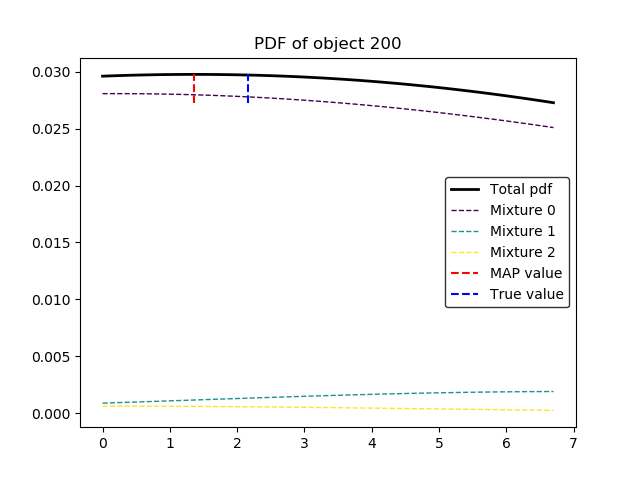 PDF of object 200
0.030
0.025
0.020
0.015
0.010
0.005
0.000
Total pdf
Mixture 0
Mixture 1
Mixture 2
MAP value
True value
0 1 2 3 4 5 6 7